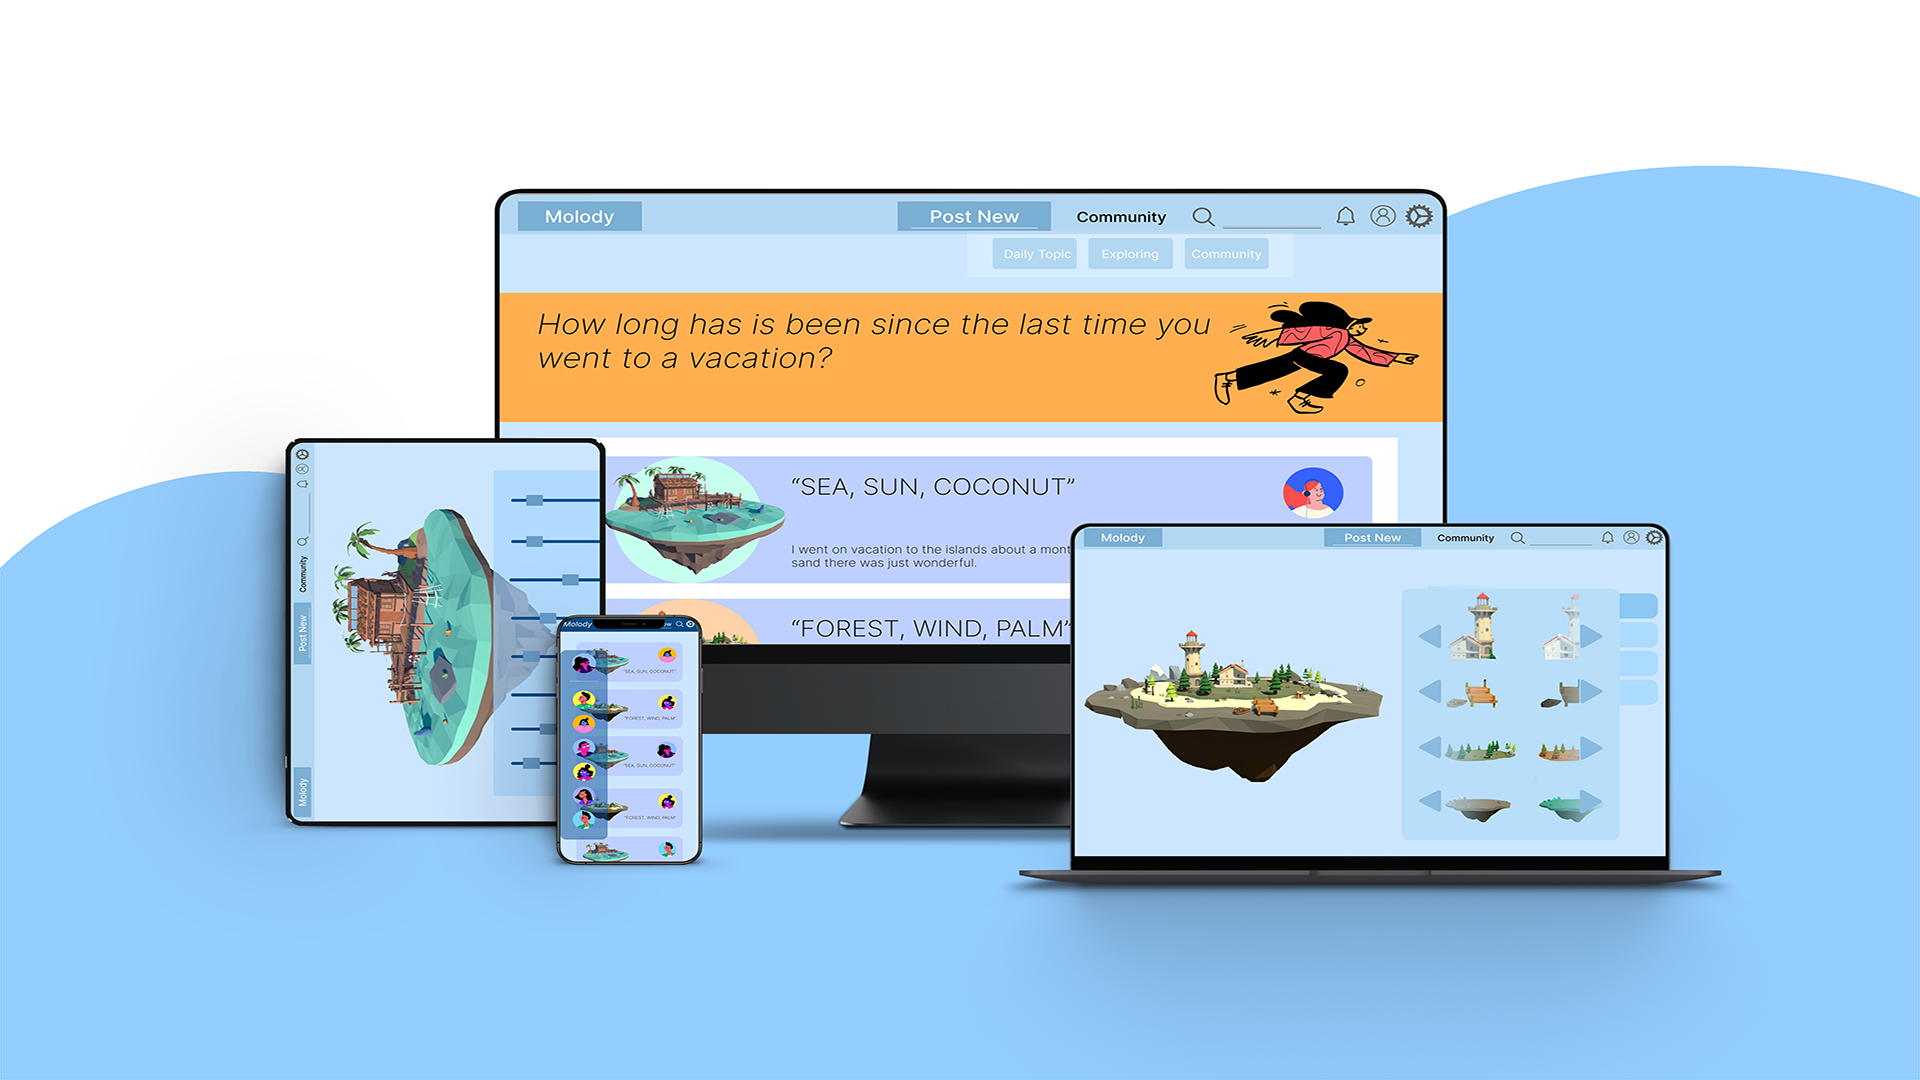 Molody
Post New
Community
Daily Topic
Exploring
Community
How long has is been since the last time you
went to a vacation?
“SEA, SUN, COCONUT”
I went on vacation to the islands about a mont
sand there was just wonderful.
“FOREST, WIND, PALM”
Community
Post New
Molody
Molody
ew
“SEA, SUN, COCONUT”
“FOREST, WIND, PALM”
“SEA, SUN, COCONUT”
“FOREST, WIND, PALM”
Molody
Post New
Community